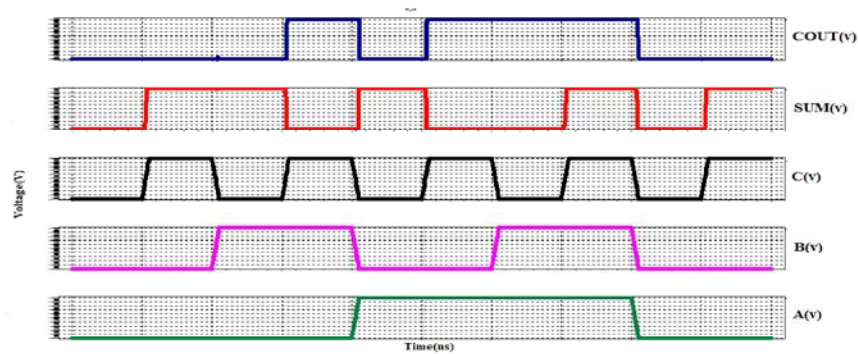 COUT(v)
SUM(v)
C(v)
Voltage(V)
B(v)
A(v)
Time(ns)